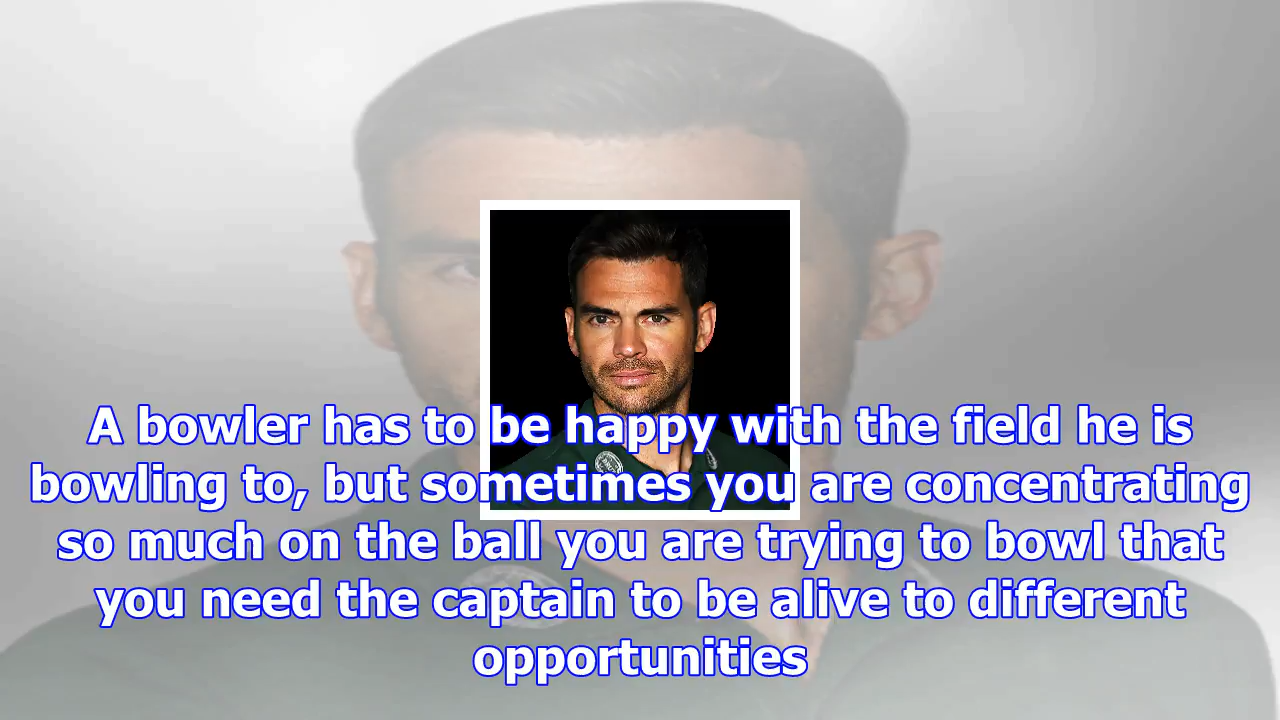 A bowler has to be happy with the field he is
bowling to, but sometimes you are concentrating
so much on the ball you are trying to bowl that
you need the captain to be alive to different
opportunities